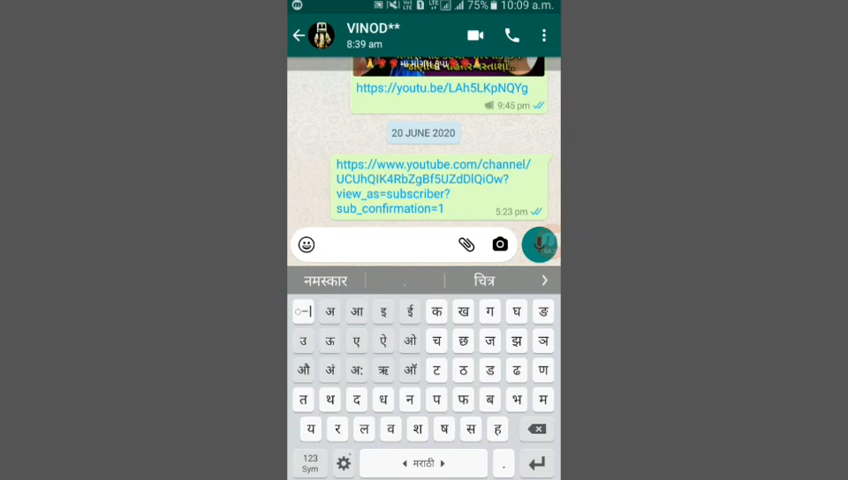 75% 10:09 a.m.
VINOD**
8:39 am
https://youtu.be/LAh5LKpNQYg
9:45 pm
20 JUNE 2020
https://www.youtube.com/channel/
UCUhQIK4RbZgBf5UZdDlQiOw?
view_as=subscriber?
sub_confirmation=1
5:23 pm
नमस्कार . चित्र
अ आ इ ई क ख ग घ ङ
उ ऊ ए ऐ ओ च छ ज झ ञ
औ अं अः ऋ ऑ ट ठ ड ढ ण
त थ द ध न प फ ब भ म
य र ल व श ष स ह
123
Sym
मराठी .